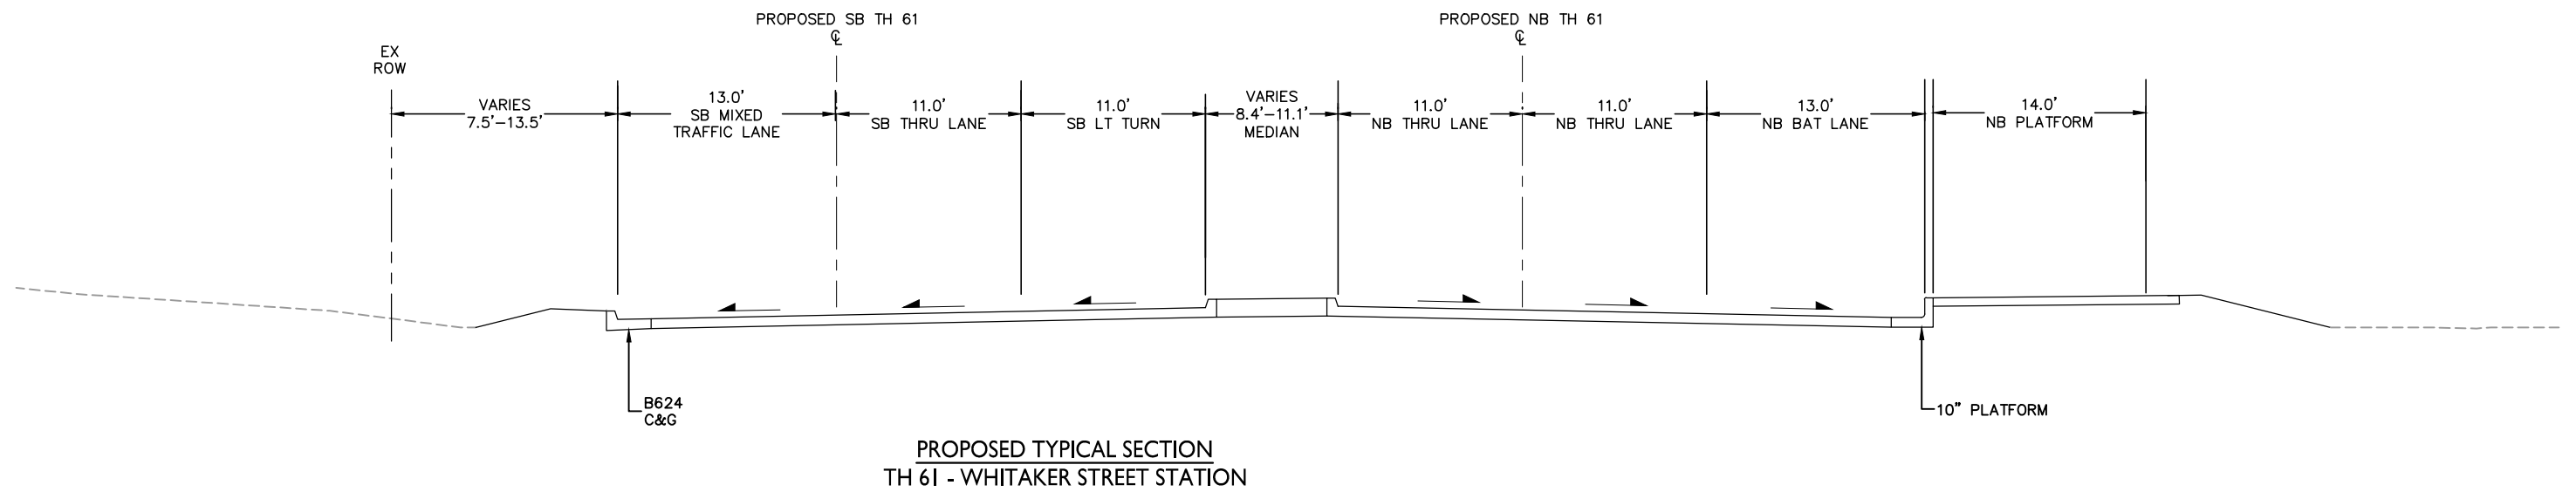 PROPOSED SB TH 61
℄
PROPOSED NB TH 61
℄
EX
ROW
VARIES
7.5'-13.5'
13.0'
SB MIXED
TRAFFIC LANE
11.0'
SB THRU LANE
11.0'
SB LT TURN
VARIES
8.4'-11.1'
MEDIAN
11.0'
NB THRU LANE
11.0'
NB THRU LANE
13.0'
NB BAT LANE
14.0'
NB PLATFORM
B624
C&G
10" PLATFORM
PROPOSED TYPICAL SECTION
TH 61 - WHITAKER STREET STATION